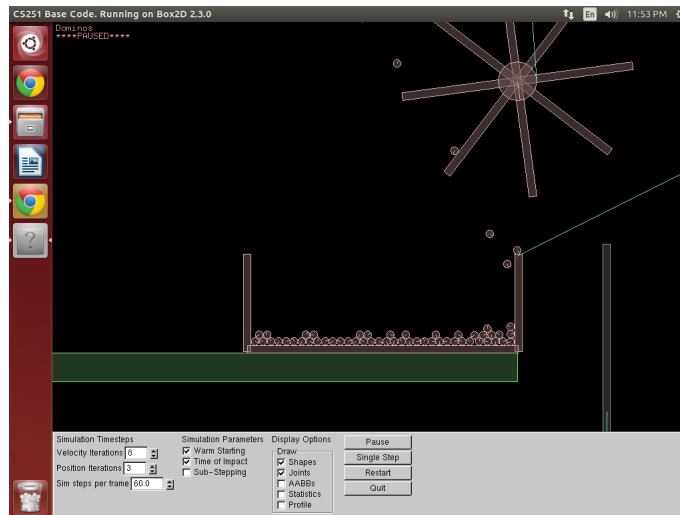 CS251 Base Code. Running on Box2D 2.3.0
En
11:53 PM
Dominos
****PAUSED****
Simulation Timesteps
Velocity Iterations 8
Position Iterations 3
Sim steps per frame 60.0
Simulation Parameters
Warm Starting
Time of Impact
Sub-Stepping
Display Options
Draw
Shapes
Joints
AABBs
Statistics
Profile
Pause
Single Step
Restart
Quit
?